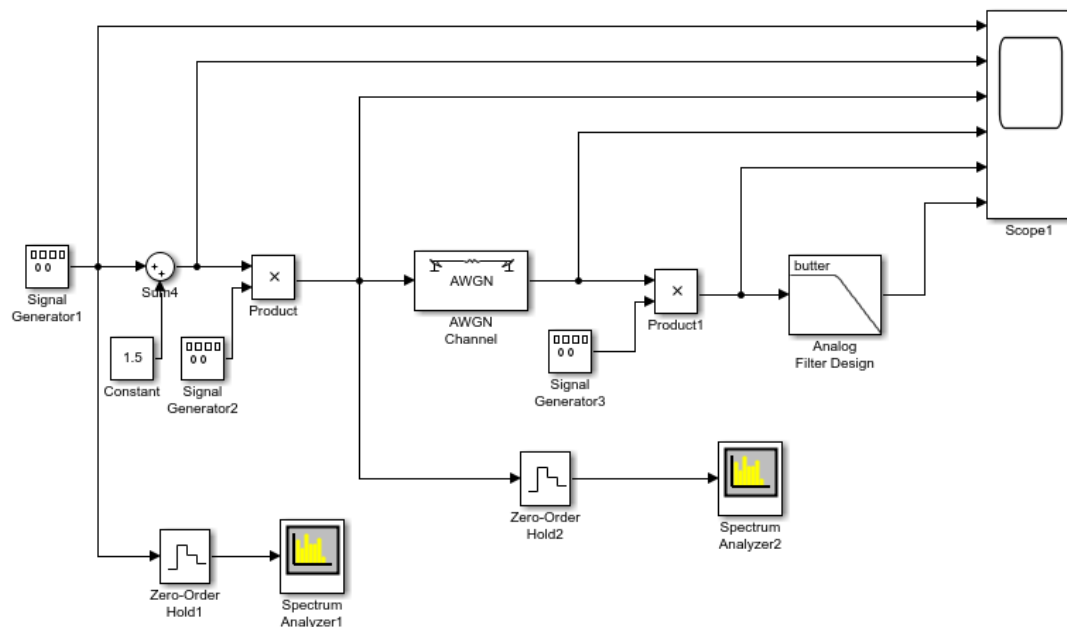 Scope1
Signal
Generator1
Sum4
1.5
Constant
Signal
Generator2
×
Product
AWGN
AWGN
Channel
Signal
Generator3
×
Product1
butter
Analog
Filter Design
Zero-Order
Hold2
Spectrum
Analyzer2
Zero-Order
Hold1
Spectrum
Analyzer1